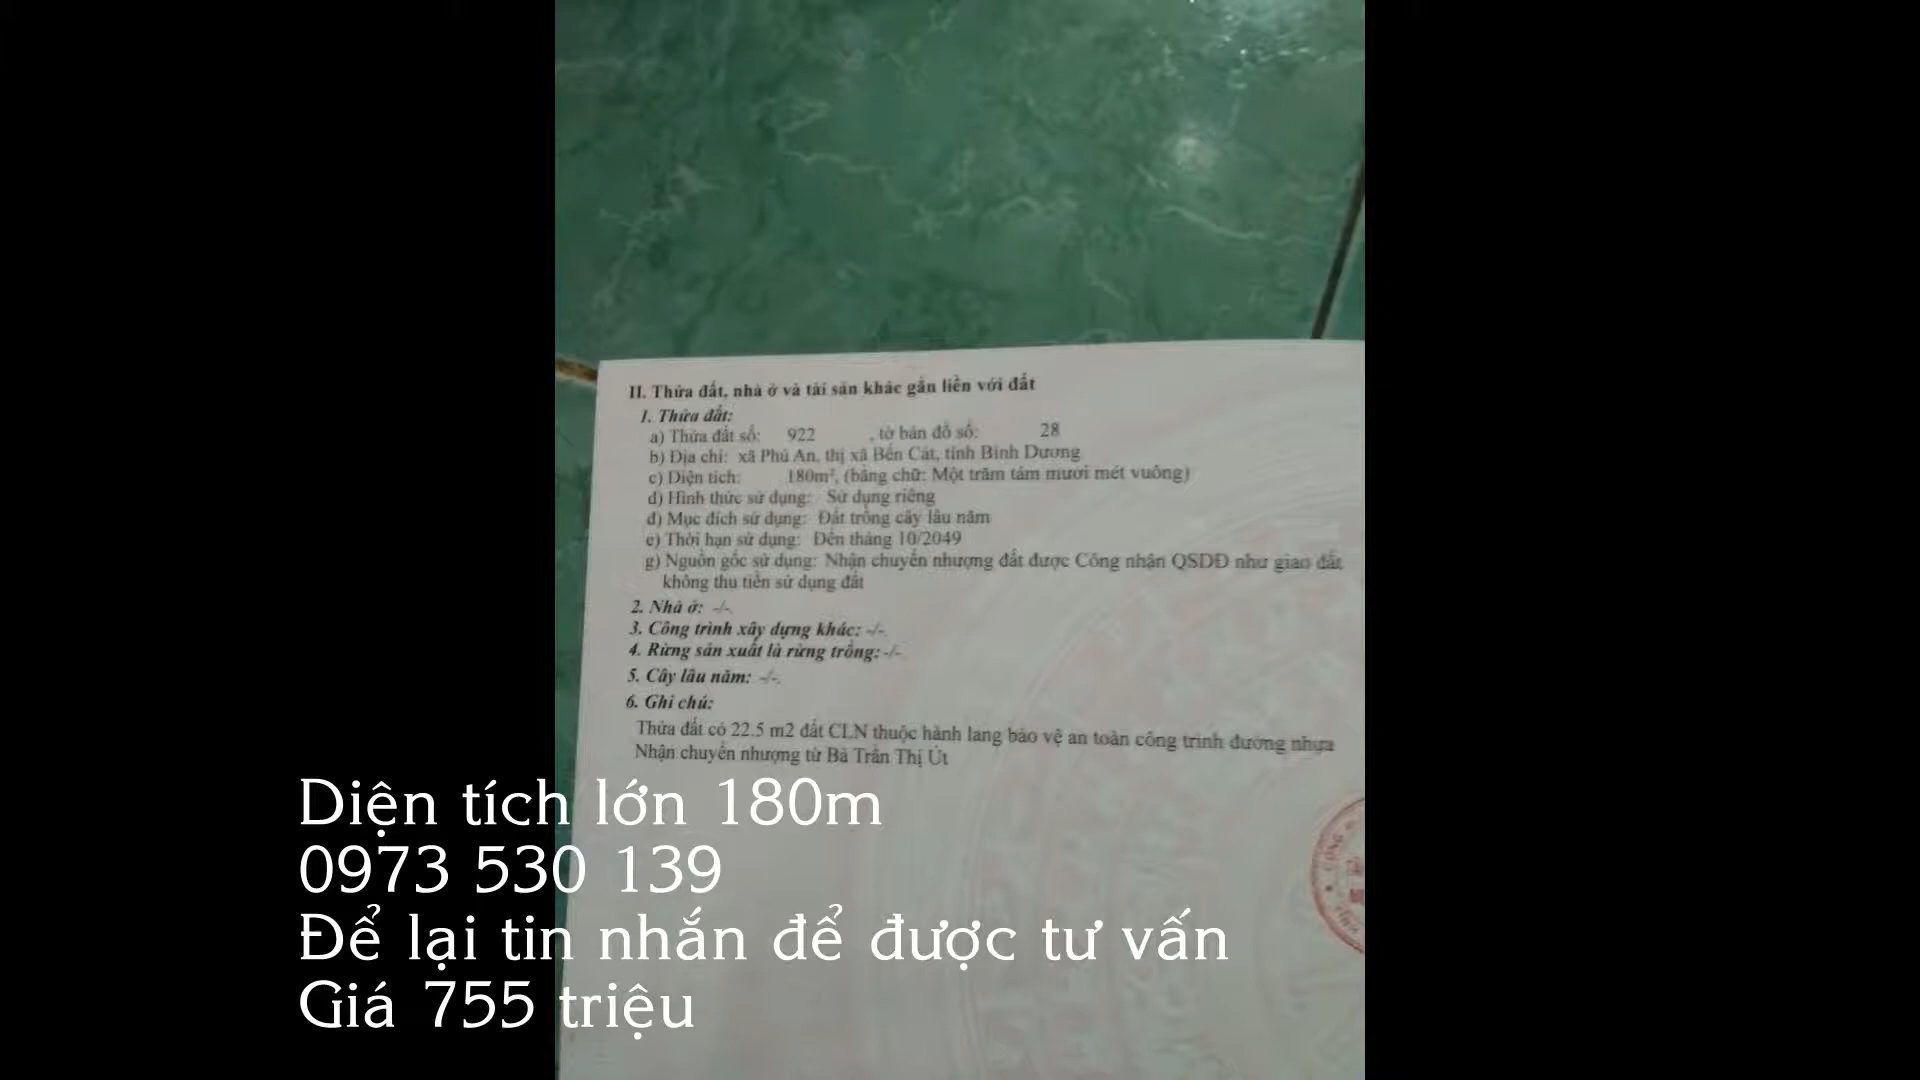 II. Thửa đất, nhà ở và tài sản khác gắn liền với đất
1. Thửa đất:
a) Thửa đất số: 922 , tờ bản đồ số: 28
b) Địa chỉ: xã Phú An, thị xã Bến Cát, tỉnh Bình Dương
c) Diện tích: 180m², (bằng chữ: Một trăm tám mươi mét vuông)
d) Hình thức sử dụng: Sử dụng riêng
đ) Mục đích sử dụng: Đất trồng cây lâu năm
e) Thời hạn sử dụng: Đến tháng 10/2049
g) Nguồn gốc sử dụng: Nhận chuyển nhượng đất được Công nhận QSDĐ như giao đất
không thu tiền sử dụng đất
2. Nhà ở: -/-.
3. Công trình xây dựng khác: -/-.
4. Rừng sản xuất là rừng trồng: -/-.
5. Cây lâu năm: -/-.
6. Ghi chú:
Thửa đất có 22.5 m2 đất CLN thuộc hành lang bảo vệ an toàn công trình đường nhựa
Nhận chuyển nhượng từ Bà Trần Thị Út
Diện tích lớn 180m
0973 530 139
Để lại tin nhắn để được tư vấn
Giá 755 triệu